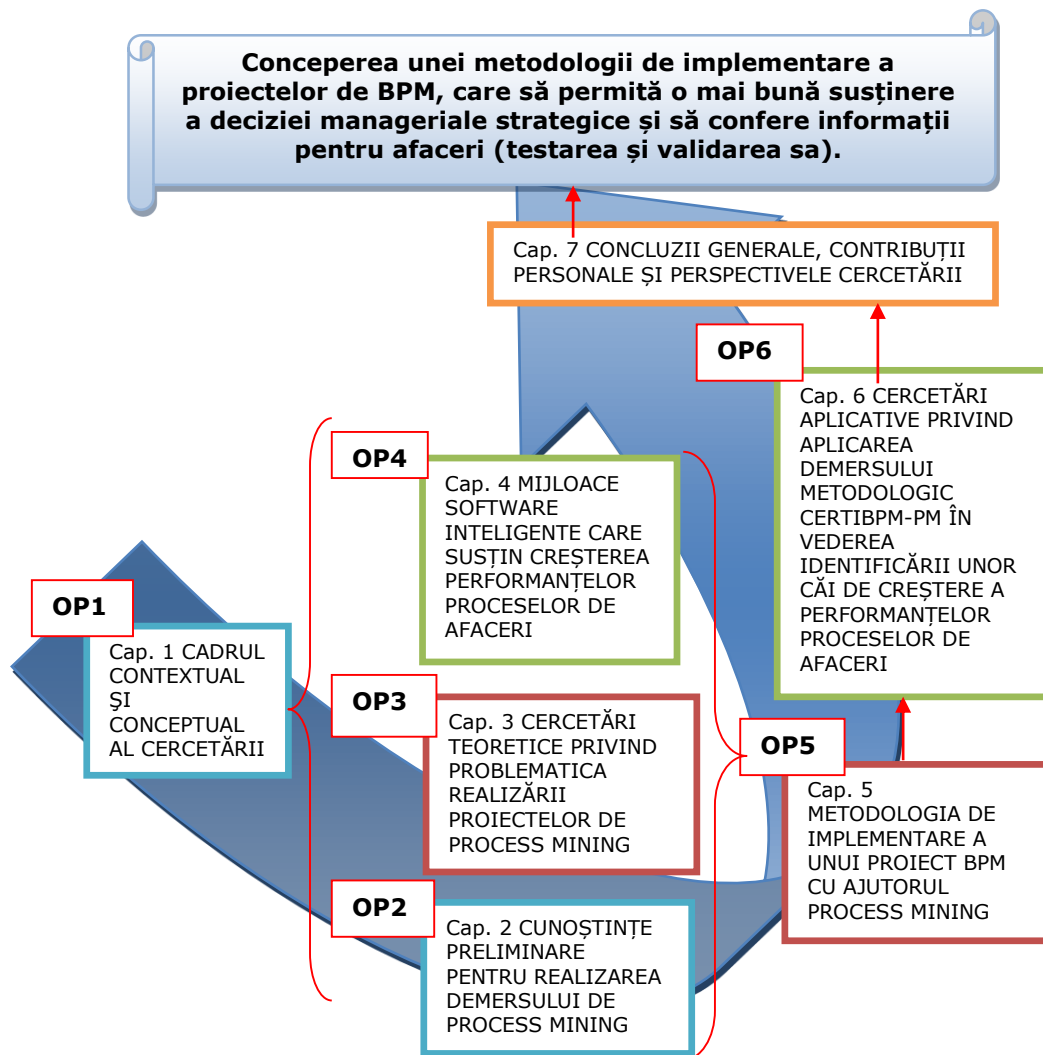 Conceperea unei metodologii de implementare a
proiectelor de BPM, care să permită o mai bună susținere
a deciziei manageriale strategice și să confere informații
pentru afaceri (testarea și validarea sa).
Cap. 7 CONCLUZII GENERALE, CONTRIBUȚII
PERSONALE ȘI PERSPECTIVELE CERCETĂRII
OP6
Cap. 6 CERCETĂRI
APLICATIVE PRIVIND
APLICAREA
DEMERSULUI
METODOLOGIC
CERTIBPM-PM ÎN
VEDEREA
IDENTIFICĂRII UNOR
CĂI DE CREȘTERE A
PERFORMANȚELOR
PROCESELOR DE
AFACERI
OP4
Cap. 4 MIJLOACE
SOFTWARE
INTELIGENTE CARE
SUSȚIN CREȘTEREA
PERFORMANȚELOR
PROCESELOR DE
AFACERI
OP1
Cap. 1 CADRUL
CONTEXTUAL
ŞI
CONCEPTUAL
AL CERCETĂRII
OP3
Cap. 3 CERCETĂRI
TEORETICE PRIVIND
PROBLEMATICA
REALIZĂRII
PROIECTELOR DE
PROCESS MINING
OP5
Cap. 5
METODOLOGIA DE
IMPLEMENTARE A
UNUI PROIECT BPM
CU AJUTORUL
PROCESS MINING
OP2
Cap. 2 CUNOȘTINȚE
PRELIMINARE
PENTRU REALIZAREA
DEMERSULUI DE
PROCESS MINING